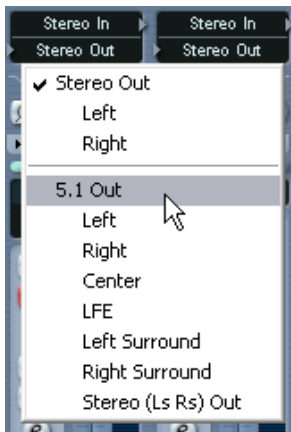 Stereo In Stereo In
Stereo Out Stereo Out
Stereo Out
Left
Right
5.1 Out
Left
Right
Center
LFE
Left Surround
Right Surround
Stereo (Ls Rs) Out